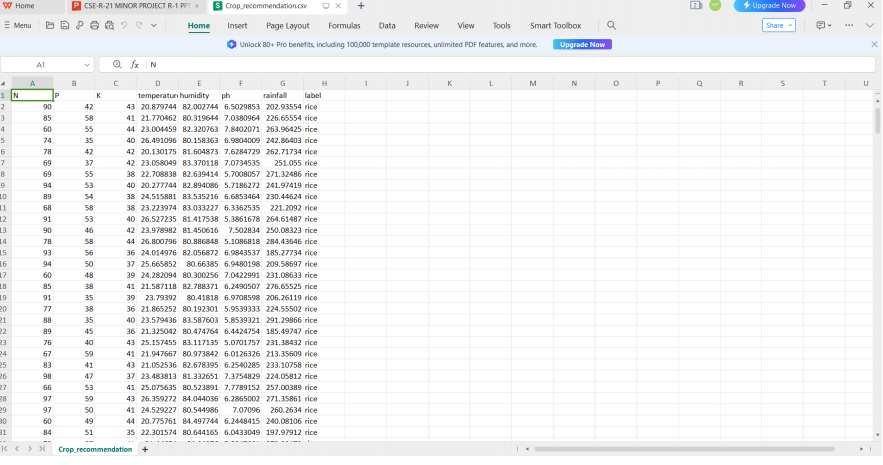 Home CSE-R-21 MINOR PROJECT R-1 PPT Crop_recommendation.csv + Home Upgrade Now
Menu Home Insert Page Layout Formulas Data Review View Tools Smart Toolbox Share
Unlock 80+ Pro benefits, including 100,000 template resources, unlimited PDF features, and more. Upgrade Now
A1 fx N
A B C D E F G H I J K L M N O P Q R S T U
1 N P K temperature humidity ph rainfall label
2 90 42 43 20.879744 82.002744 6.5029853 202.93554 rice
3 85 58 41 21.770462 80.319644 7.0380964 226.65554 rice
4 60 55 44 23.004459 82.320763 7.8402071 263.96425 rice
5 74 35 40 26.491096 80.158363 6.9804009 242.86403 rice
6 78 42 42 20.130175 81.604873 7.6284729 262.71734 rice
7 69 37 42 23.058049 83.370118 7.0734535 251.055 rice
8 69 55 38 22.708838 82.639414 5.7008057 271.32486 rice
9 94 53 40 20.277744 82.894086 5.7186272 241.97419 rice
10 89 54 38 24.515881 83.535216 6.6853464 230.44624 rice
11 68 58 38 23.223974 83.033227 6.3362535 221.2092 rice
12 91 53 40 26.527235 81.417538 5.3861678 264.61487 rice
13 90 46 42 23.978982 81.450616 7.502834 250.08323 rice
14 78 58 44 26.800796 80.886848 5.1086818 284.43646 rice
15 93 56 36 24.014976 82.056872 6.9843537 185.27734 rice
16 94 50 37 25.665852 80.66385 6.9480198 209.58697 rice
17 60 48 39 24.282094 80.300256 7.0422991 231.08633 rice
18 85 38 41 21.587118 82.788371 6.2490507 276.65525 rice
19 91 35 39 23.79392 80.41818 6.9708598 206.26119 rice
20 77 38 36 21.865252 80.192301 5.9539333 224.55502 rice
21 88 35 40 23.579436 83.587603 5.8539321 291.29866 rice
22 89 45 36 21.325042 80.474764 6.4424754 185.49747 rice
23 76 40 43 25.157455 83.117135 5.0701757 231.38432 rice
24 67 59 41 21.947667 80.973842 6.0126326 213.35609 rice
25 83 41 43 21.052536 82.678395 6.2540285 233.10758 rice
26 98 47 37 23.483813 81.332651 7.3754829 224.05812 rice
27 66 53 41 25.075635 80.523891 7.7789152 257.00389 rice
28 97 59 43 26.359272 84.044036 6.2865002 271.35861 rice
29 97 50 41 24.529227 80.544986 7.07096 260.2634 rice
30 60 49 44 20.775761 84.497744 6.2448415 240.08106 rice
31 84 51 35 22.301574 80.644165 6.0433049 197.97912 rice
Crop_recommendation +